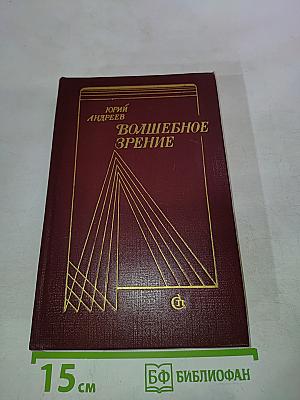 ЮРИЙ
АНДРЕЕВ
ВОЛШЕБНОЕ
ЗРЕНИЕ
15 см
БФ БИБЛИОФАН